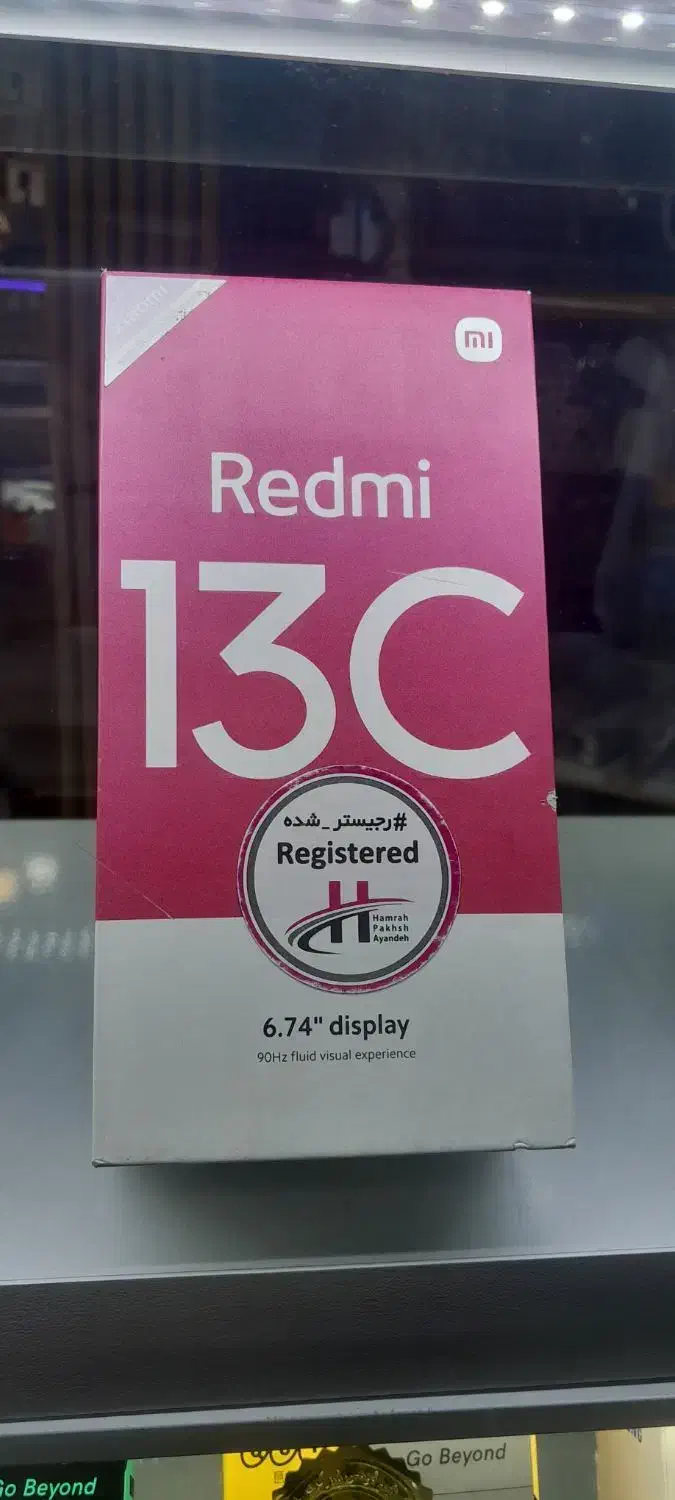 xiaomi
mi
Redmi
13C
#رجیستر_شده
Registered
H
Hamrah
Pakhsh
Ayandeh
6.74" display
90Hz fluid visual experience
Go Beyond
Go Beyond